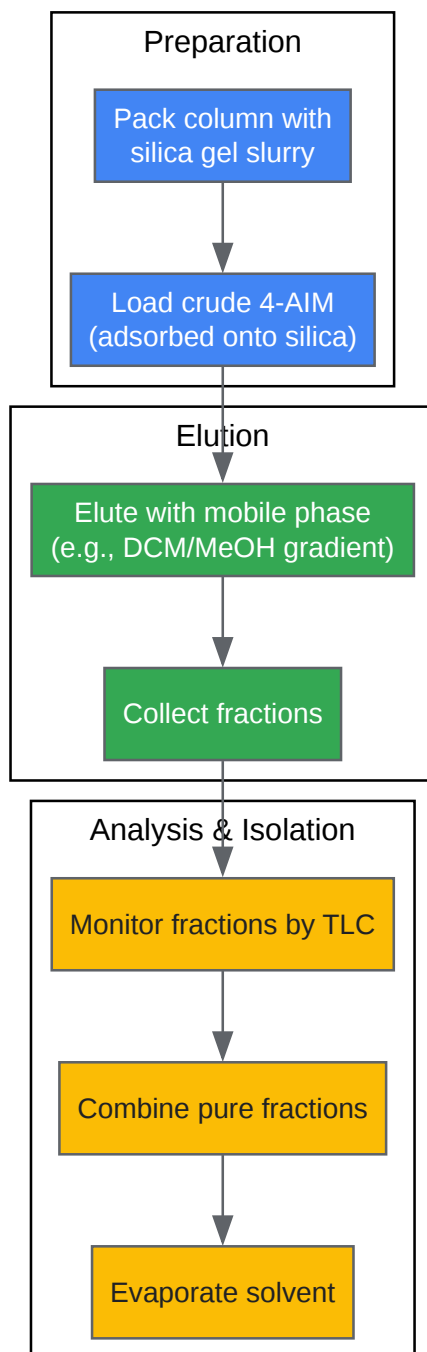 Preparation
Pack column with
silica gel slurry
Load crude 4-AIM
(adsorbed onto silica)
Elution
Elute with mobile phase
(e.g., DCM/MeOH gradient)
Collect fractions
Analysis & Isolation
Monitor fractions by TLC
Combine pure fractions
Evaporate solvent